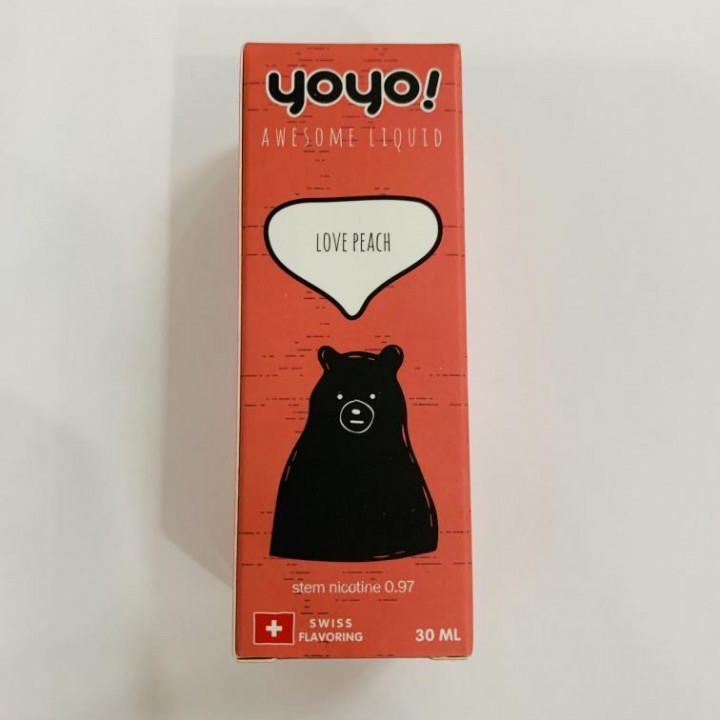 yoyo!
AWESOME LIQUID
LOVE PEACH
stem nicotine 0.97
SWISS
FLAVORING
30 ML